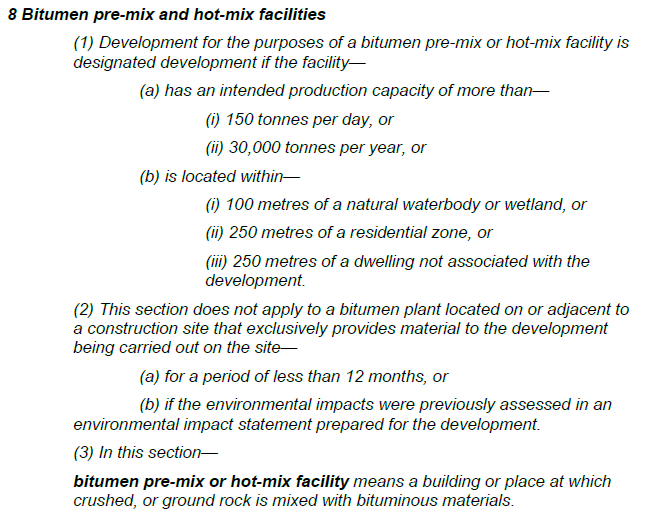 8 Bitumen pre-mix and hot-mix facilities
(1) Development for the purposes of a bitumen pre-mix or hot-mix facility is
designated development if the facility—
(a) has an intended production capacity of more than—
(i) 150 tonnes per day, or
(ii) 30,000 tonnes per year, or
(b) is located within—
(i) 100 metres of a natural waterbody or wetland, or
(ii) 250 metres of a residential zone, or
(iii) 250 metres of a dwelling not associated with the
development.
(2) This section does not apply to a bitumen plant located on or adjacent to
a construction site that exclusively provides material to the development
being carried out on the site—
(a) for a period of less than 12 months, or
(b) if the environmental impacts were previously assessed in an
environmental impact statement prepared for the development.
(3) In this section—
bitumen pre-mix or hot-mix facility means a building or place at which
crushed, or ground rock is mixed with bituminous materials.